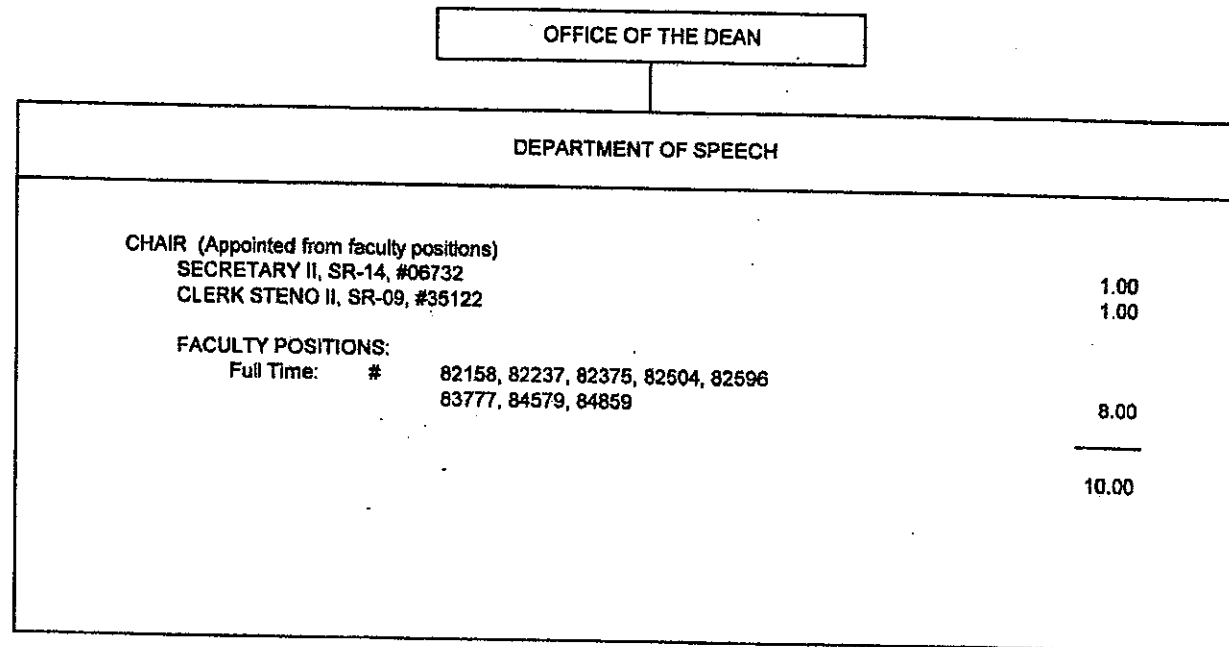 OFFICE OF THE DEAN
DEPARTMENT OF SPEECH
CHAIR (Appointed from faculty positions)
SECRETARY II, SR-14, #06732 1.00
CLERK STENO II, SR-09, #35122 1.00
FACULTY POSITIONS:
Full Time: # 82158, 82237, 82375, 82504, 82596
83777, 84579, 84859 8.00
10.00